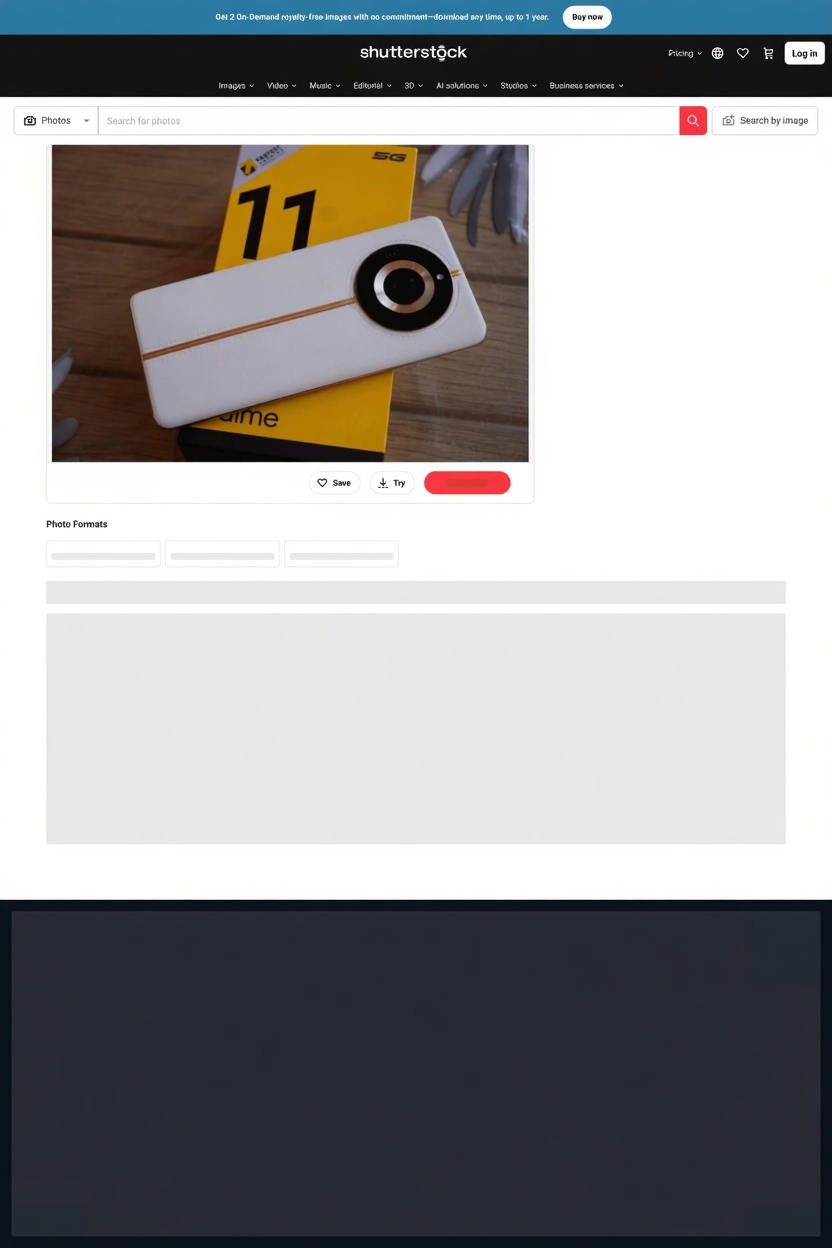 Get 2 On-Demand royalty-free images with no commitment—download any time, up to 1 year. Buy now
shutterstock
Pricing
Log in
Images Video Music Editorial 3D AI solutions Studios Business services
Photos Search for photos Search by image
5G
11
Save Try
Photo Formats